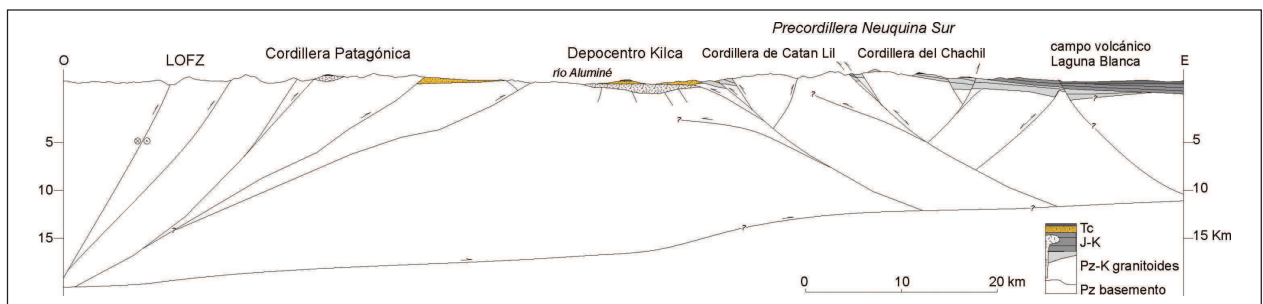 Precordillera Neuquina Sur
O
LOFZ
Cordillera Patagónica
Depocentro Kilca
río Aluminé
Cordillera de Catan Lil
Cordillera del Chachil
campo volcánico
Laguna Blanca
E
?
?
?
?
5
5
10
10
?
?
?
15
15 Km
Tc
J-K
Pz-K granitoides
Pz basemento
0
10
20 km